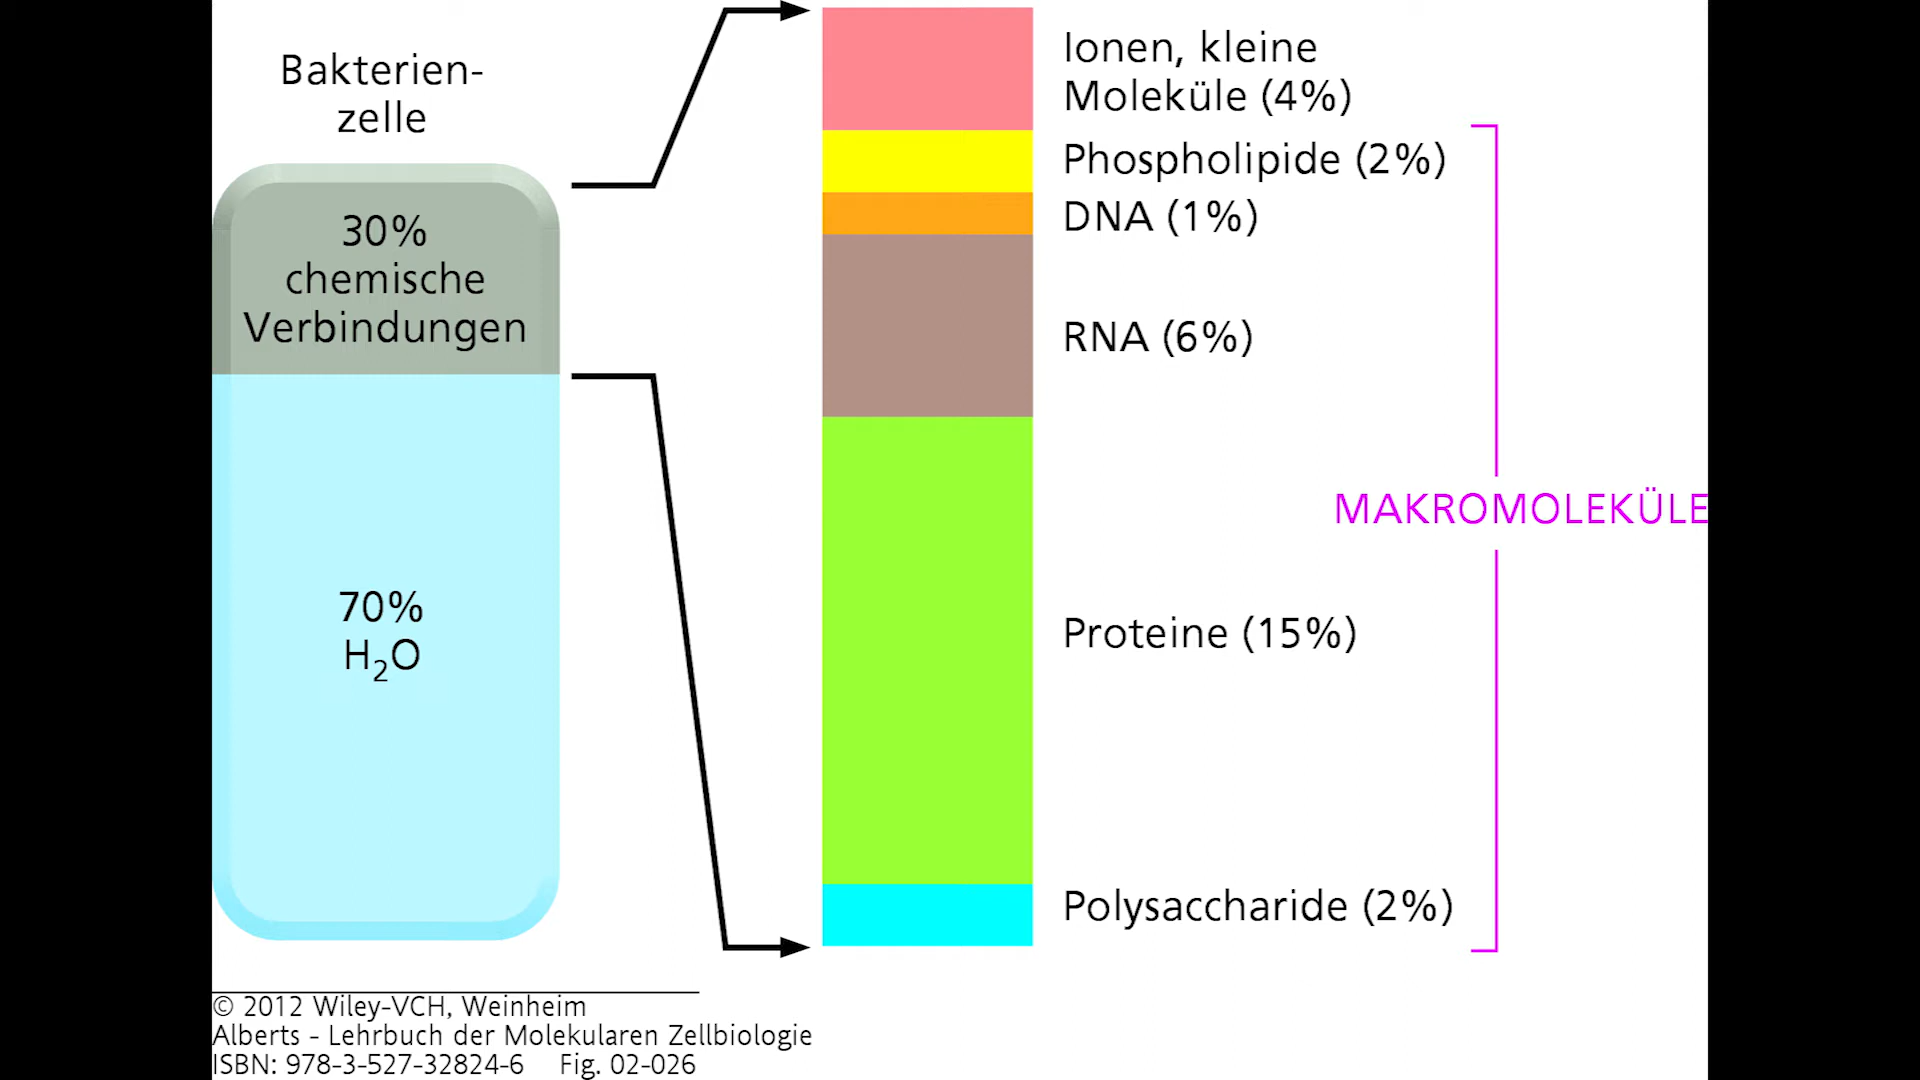 Bakterien-
zelle
30%
chemische
Verbindungen
70%
H₂O
Ionen, kleine
Moleküle (4%)
Phospholipide (2%)
DNA (1%)
RNA (6%)
MAKROMOLEKÜLE
Proteine (15%)
Polysaccharide (2%)
© 2012 Wiley-VCH, Weinheim
Alberts - Lehrbuch der Molekularen Zellbiologie
ISBN: 978-3-527-32824-6 Fig. 02-026